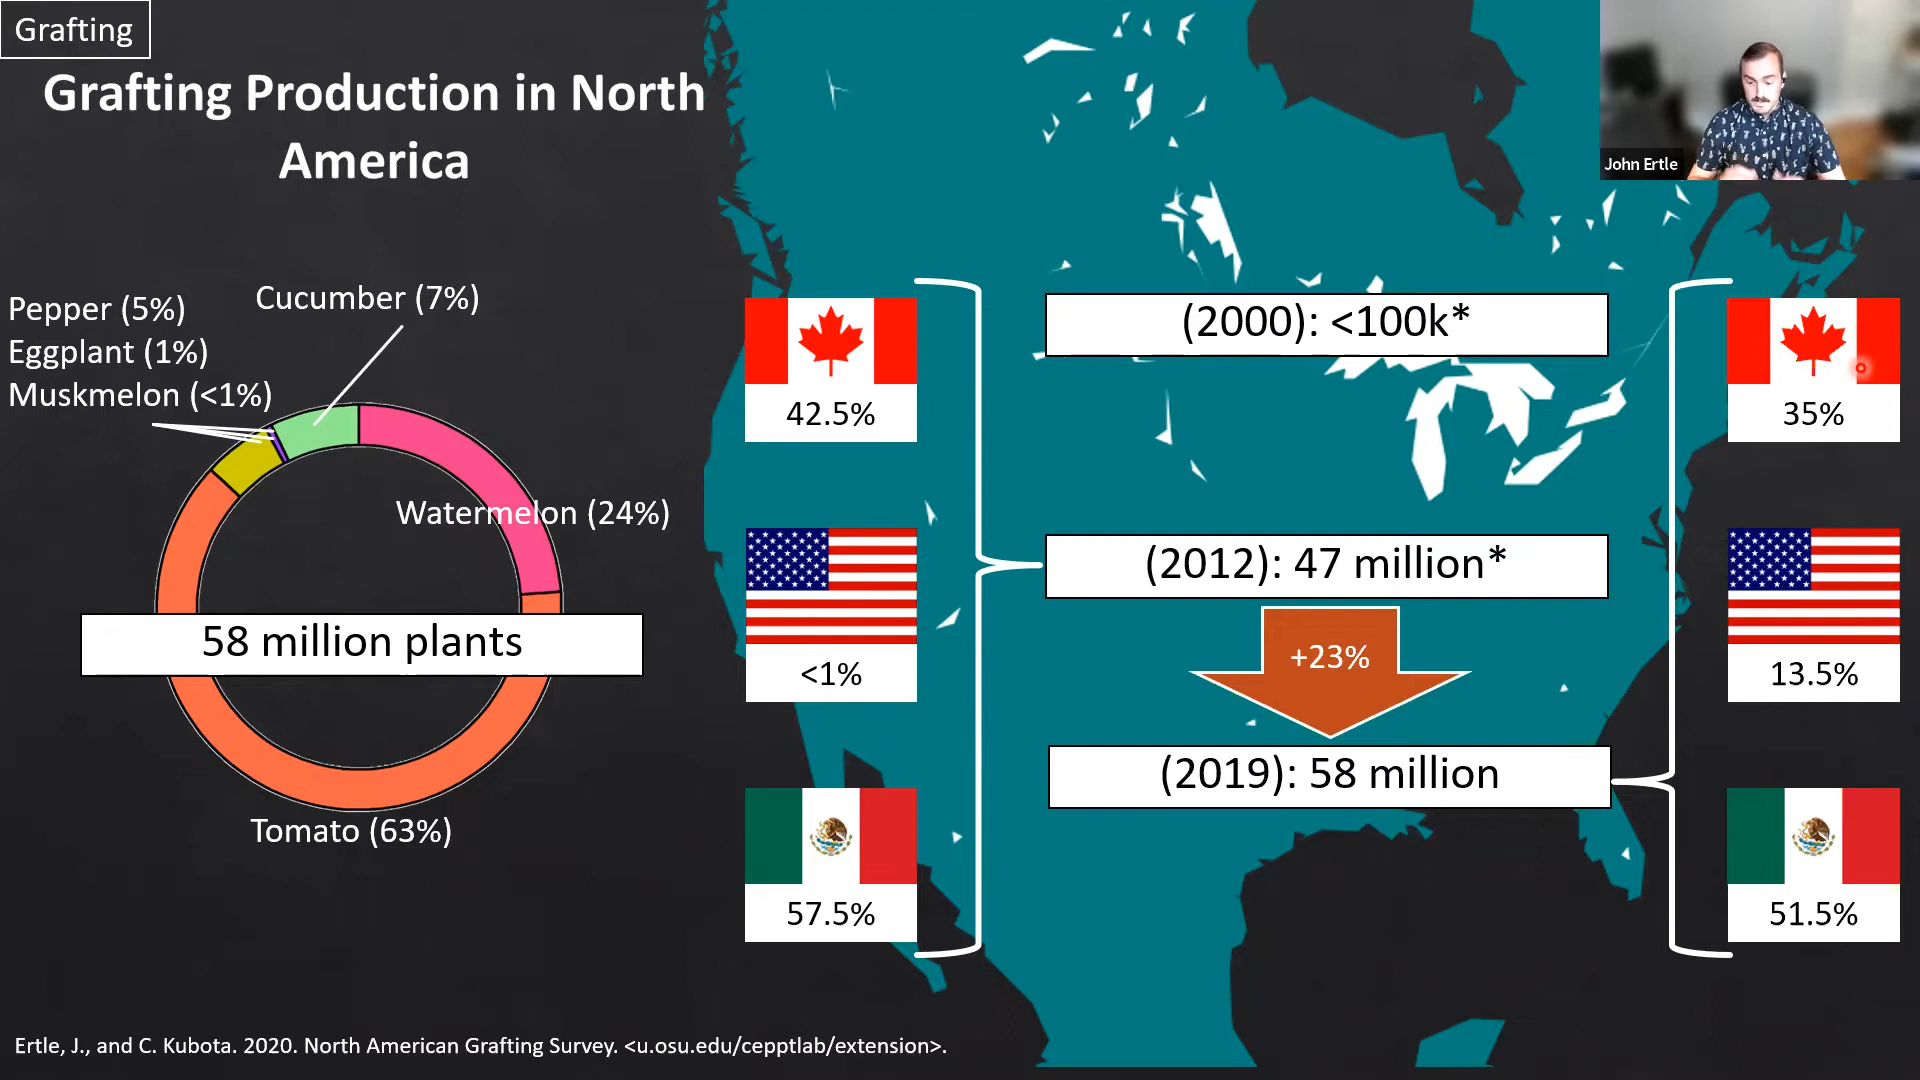 Grafting
Grafting Production in North
America
Pepper (5%)
Eggplant (1%)
Muskmelon (<1%)
Cucumber (7%)
Watermelon (24%)
58 million plants
Tomato (63%)
42.5%
<1%
57.5%
(2000): <100k*
(2012): 47 million*
+23%
(2019): 58 million
35%
13.5%
51.5%
John Ertle
Ertle, J., and C. Kubota. 2020. North American Grafting Survey. <u.osu.edu/cepptlab/extension>.